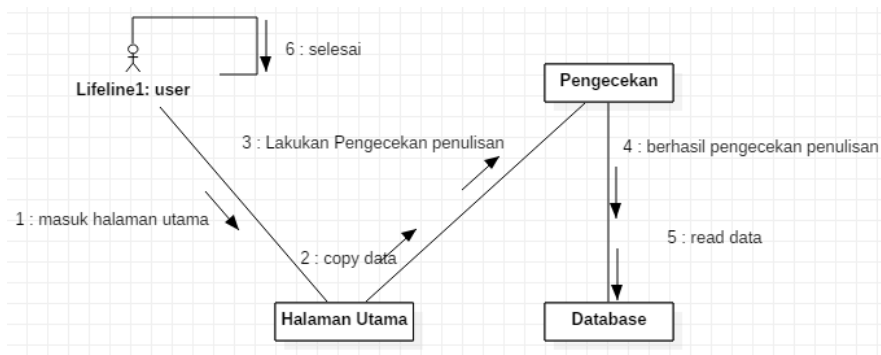 6 : selesai
Lifeline1: user
Pengecekan
3 : Lakukan Pengecekan penulisan
4 : berhasil pengecekan penulisan
1 : masuk halaman utama
5 : read data
2 : copy data
Halaman Utama
Database